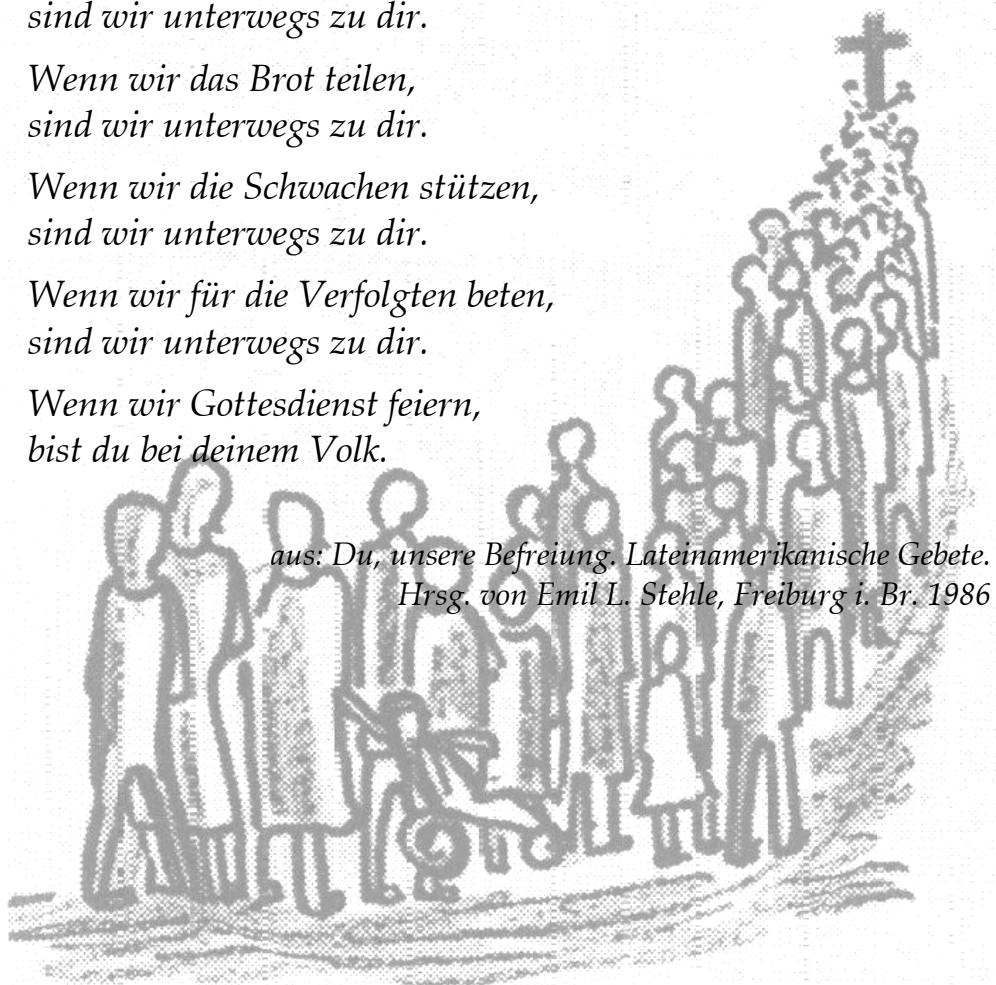 sind wir unterwegs zu dir.
Wenn wir das Brot teilen,
sind wir unterwegs zu dir.
Wenn wir die Schwachen stützen,
sind wir unterwegs zu dir.
Wenn wir für die Verfolgten beten,
sind wir unterwegs zu dir.
Wenn wir Gottesdienst feiern,
bist du bei deinem Volk.
aus: Du, unsere Befreiung. Lateinamerikanische Gebete.
Hrsg. von Emil L. Stehle, Freiburg i. Br. 1986